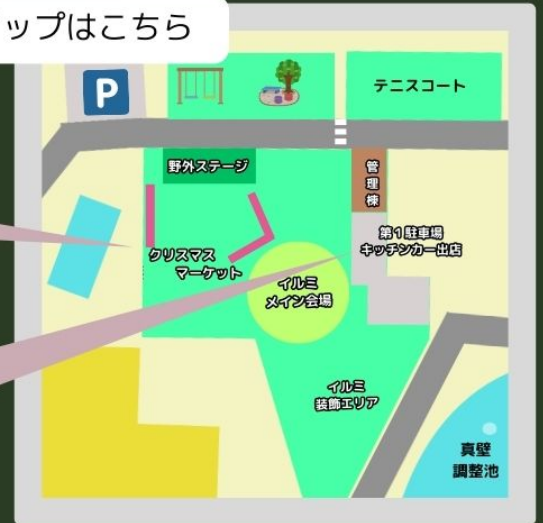 ップはこちら
P
テニスコート
野外ステージ
管
理
棟
第1駐車場
キッチンカー出店
クリスマス
マーケット
イルミ
メイン会場
イルミ
装飾エリア
真壁
調整池